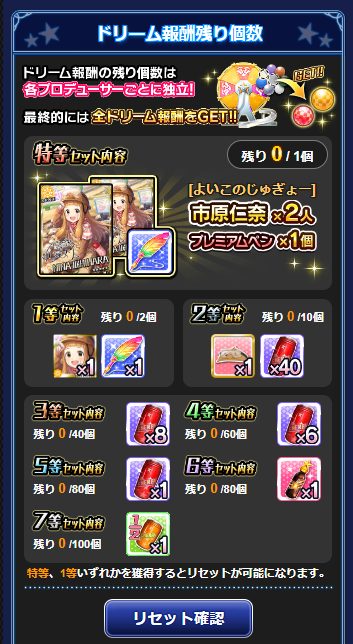 ドリーム報酬残り個数
ドリーム報酬の残り個数は
各プロデューサーごとに独立!
最終的には全ドリーム報酬をGET!!
GET!!
特等セット内容
残り 0 / 1個
[よいこのじゅぎょー]
市原仁奈×2人
プレミアムペン×1個
NINA ICHIHARA
1等セット内容
残り 0 /2個
×1
×1
2等セット内容
残り 0 /10個
×1
×40
3等セット内容
残り 0 /40個
×8
4等セット内容
残り 0 /60個
×6
5等セット内容
残り 0 /80個
×1
6等セット内容
残り 0 /80個
×1
7等セット内容
残り 0 /100個
1/2
×1
特等、1等いずれかを獲得するとリセットが可能になります。
リセット確認